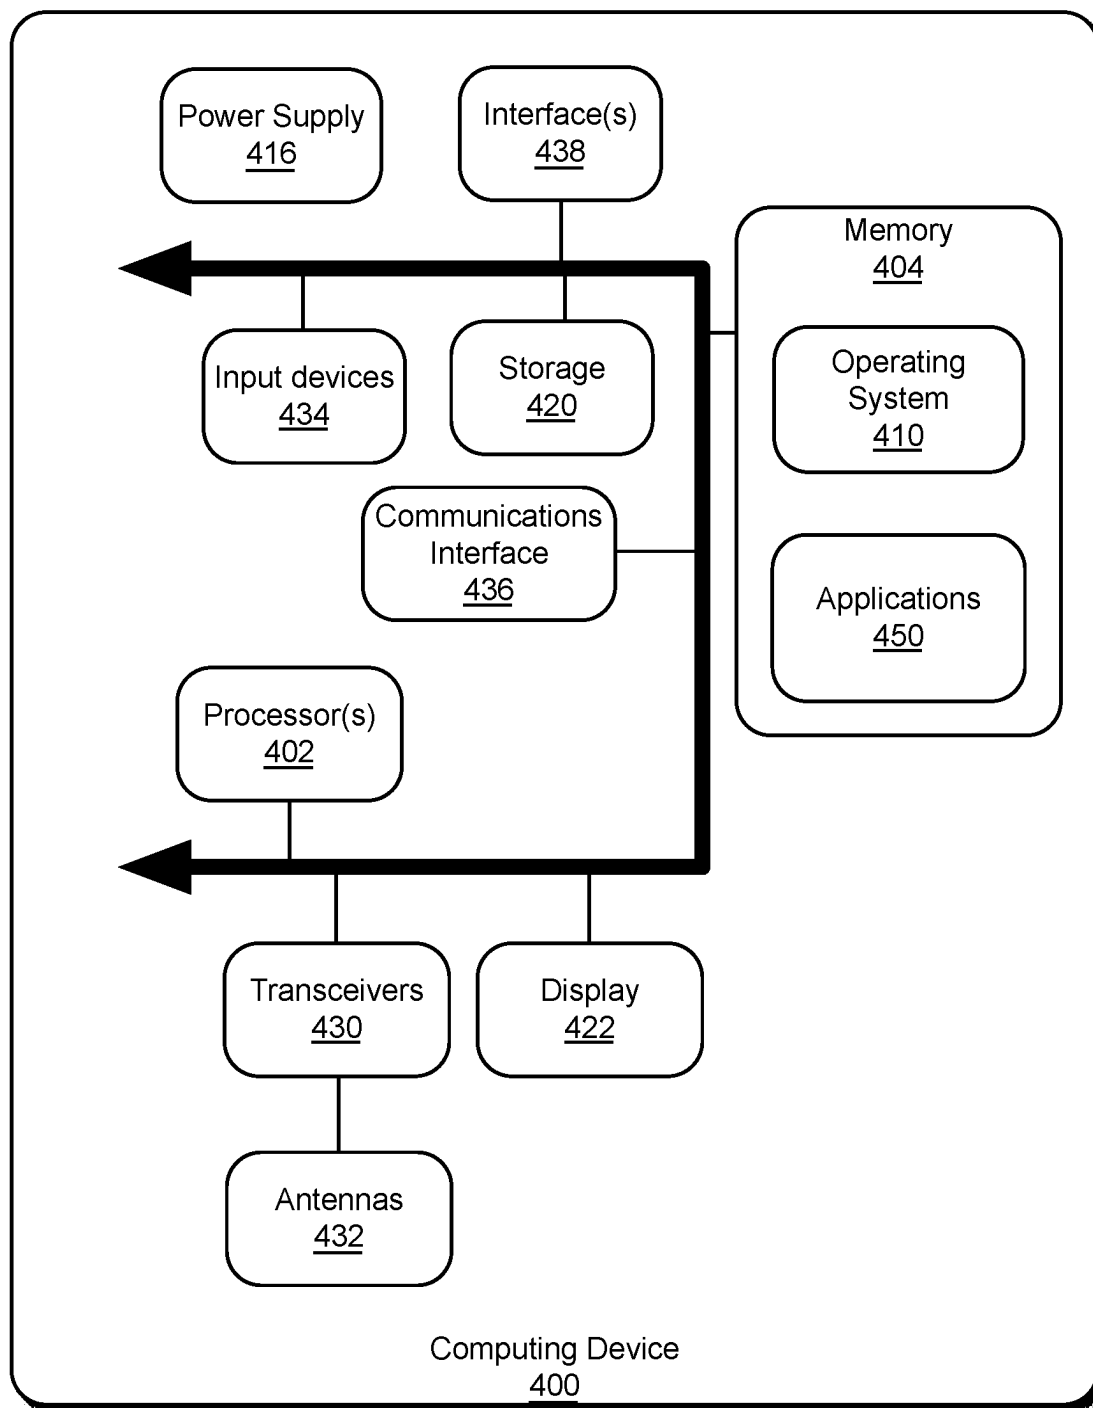 Power Supply
416
Interface(s)
438
Memory
404
Input devices
434
Storage
420
Operating
System
410
Communications
Interface
436
Applications
450
Processor(s)
402
Transceivers
430
Display
422
Antennas
432
Computing Device
400